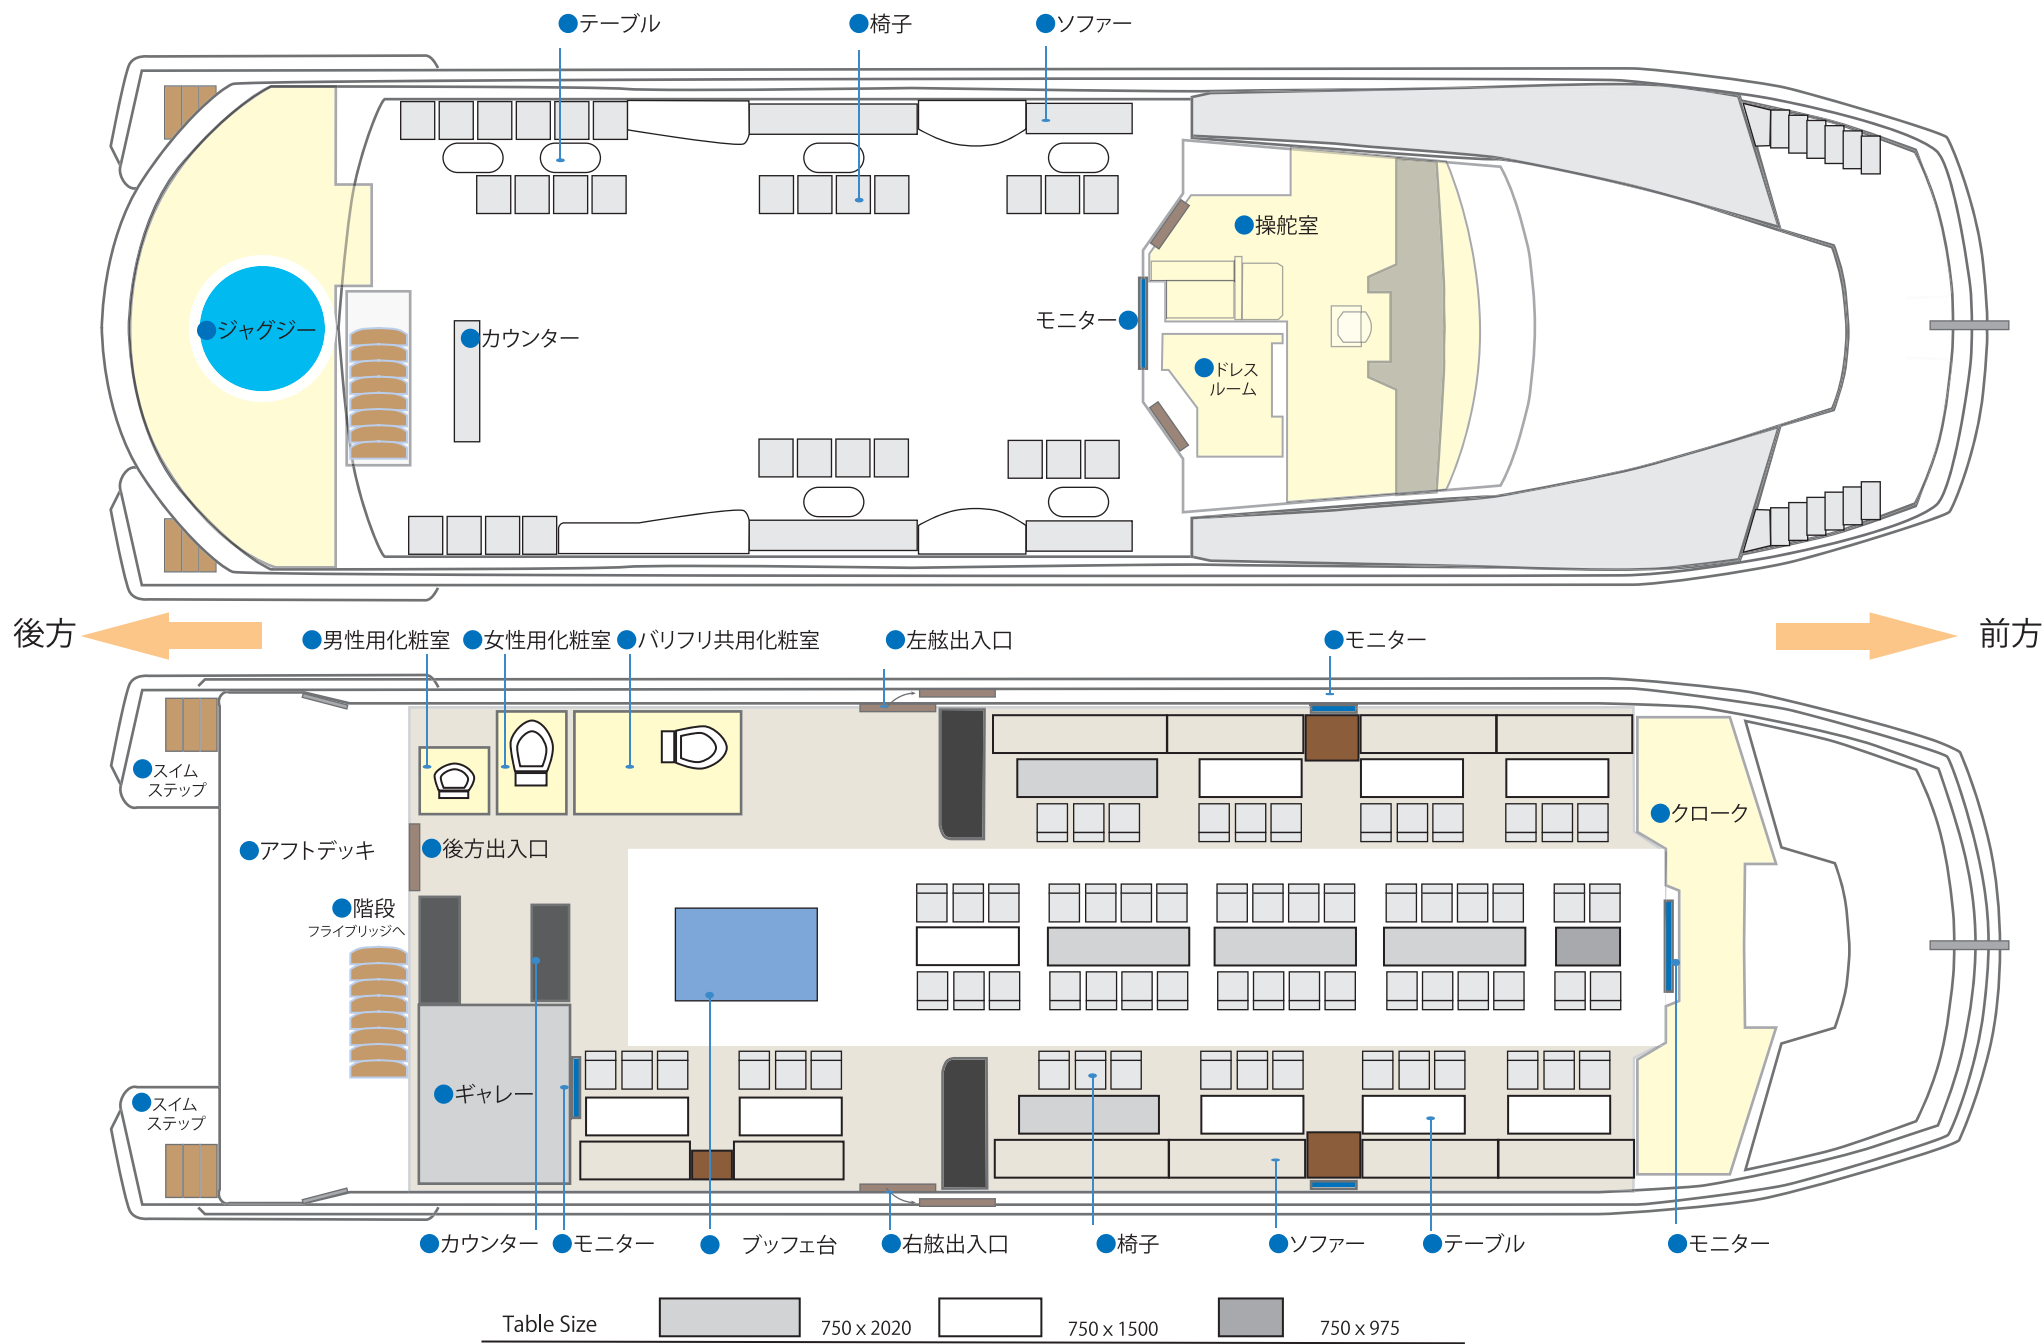 テーブル
椅子
ソファー
操舵室
ジャグジー
カウンター
モニター
ドレス
ルーム
後方
前方
男性用化粧室
女性用化粧室
バリフリ共用化粧室
左舷出入口
モニター
スイム
ステップ
アフトデッキ
後方出入口
クローク
階段
フライブリッジへ
ギャレー
スイム
ステップ
カウンター
モニター
ブッフェ台
右舷出入口
椅子
ソファー
テーブル
モニター
Table Size
750 x 2020
750 x 1500
750 x 975